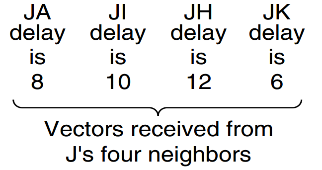 JA JI JH JK
delay delay delay delay
is is is is
8 10 12 6
Vectors received from
J's four neighbors